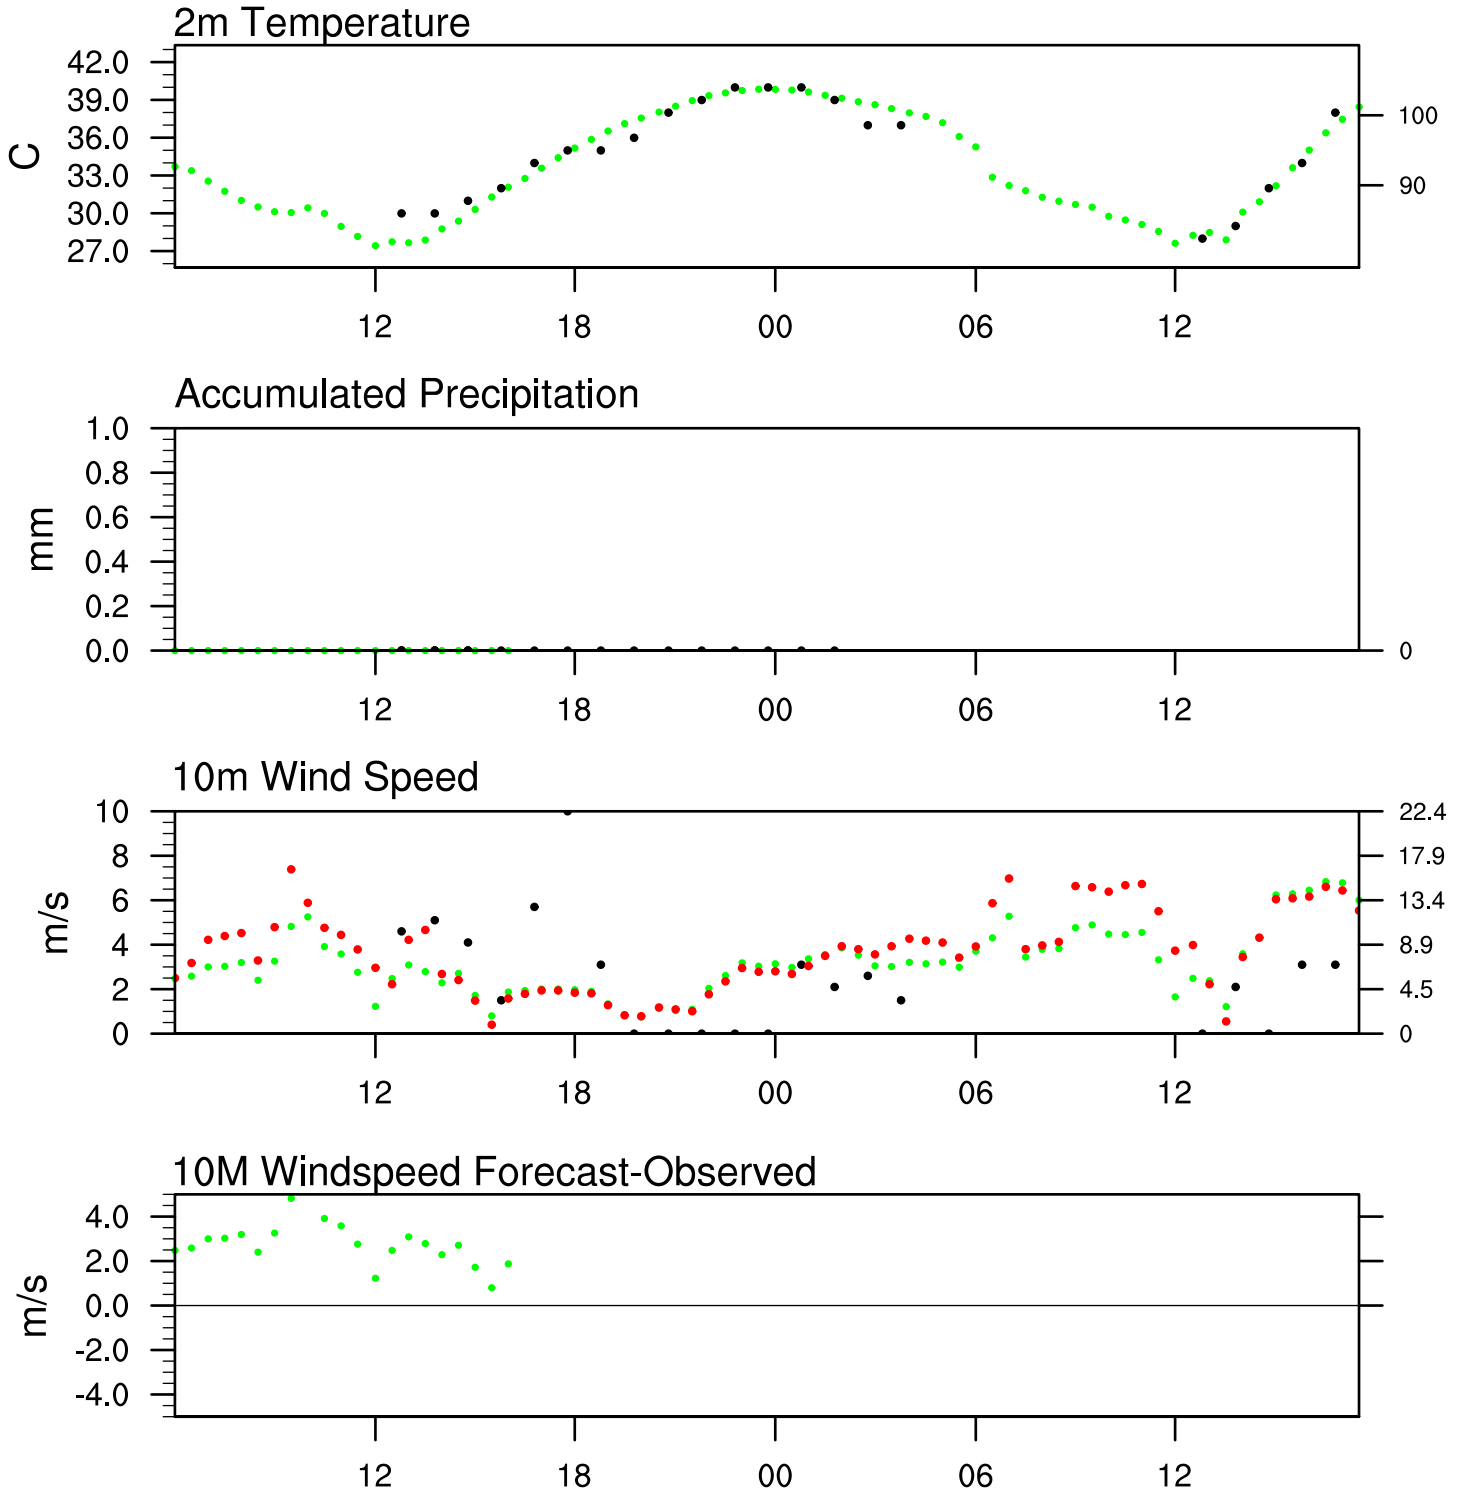 2m Temperature
42.0
39.0
36.0
33.0
30.0
27.0
C
100
90
12 18 00 06 12
Accumulated Precipitation
1.0
0.8
0.6
0.4
0.2
0.0
mm
0
12 18 00 06 12
10m Wind Speed
10
8
6
4
2
0
m/s
22.4
17.9
13.4
8.9
4.5
0
12 18 00 06 12
10M Windspeed Forecast-Observed
4.0
2.0
0.0
-2.0
-4.0
m/s
12 18 00 06 12